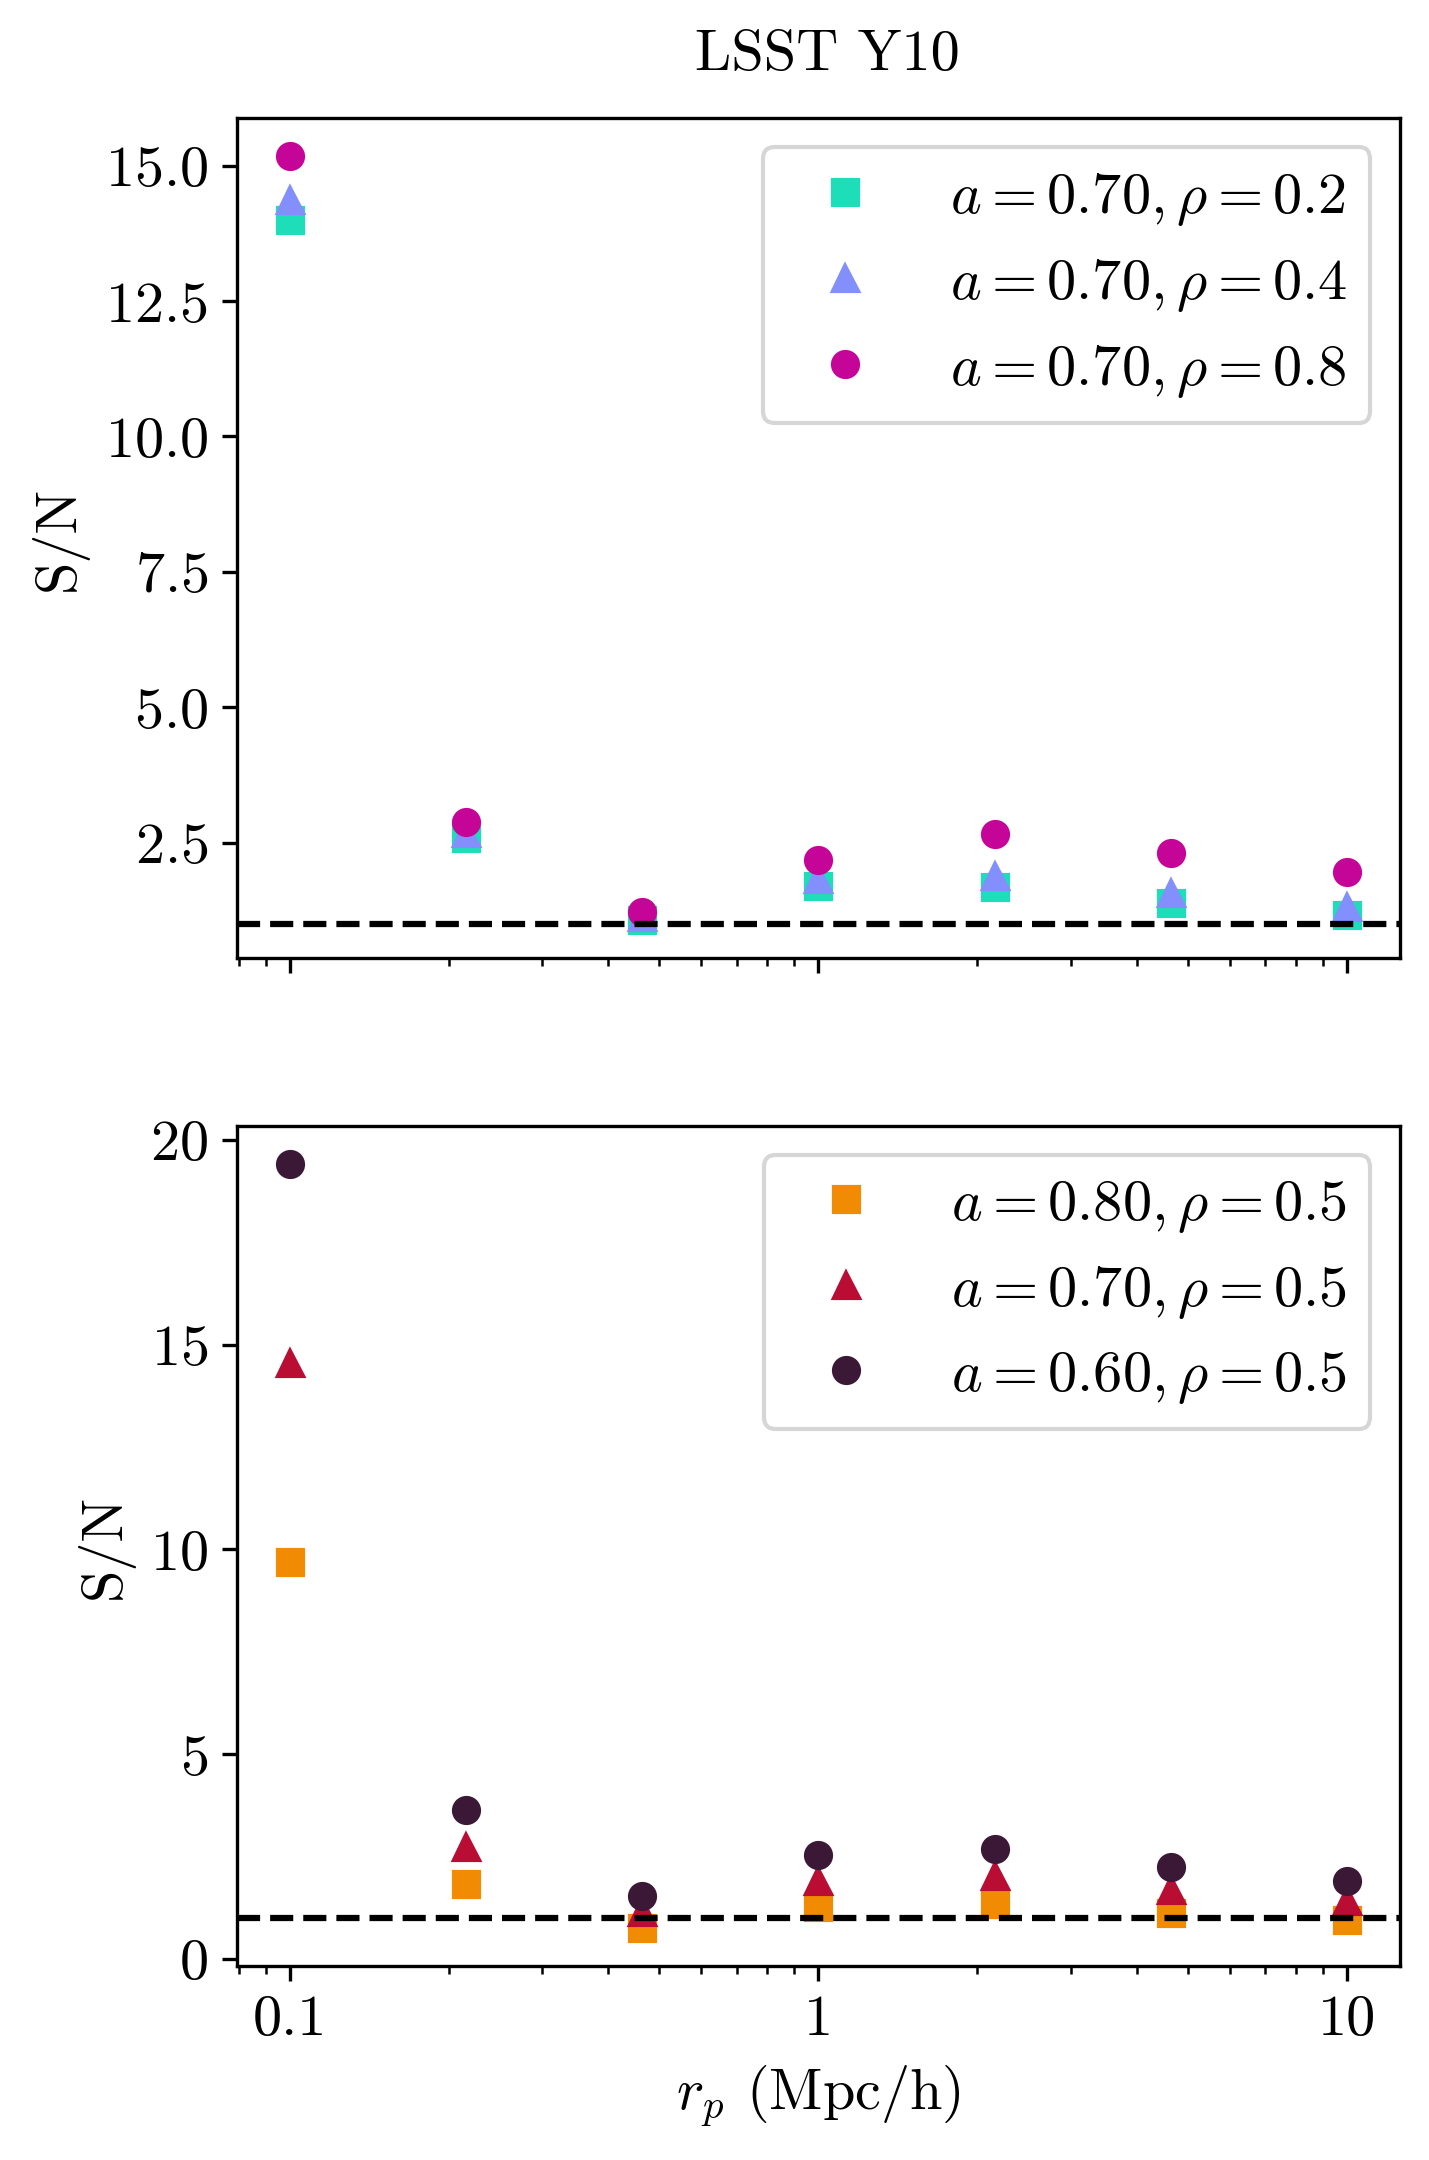 LSST Y10
15.0
12.5
10.0
7.5
5.0
2.5
S/N
a = 0.70, ρ = 0.2
a = 0.70, ρ = 0.4
a = 0.70, ρ = 0.8
20
15
10
5
0
S/N
a = 0.80, ρ = 0.5
a = 0.70, ρ = 0.5
a = 0.60, ρ = 0.5
0.1 1 10
r_p (Mpc/h)